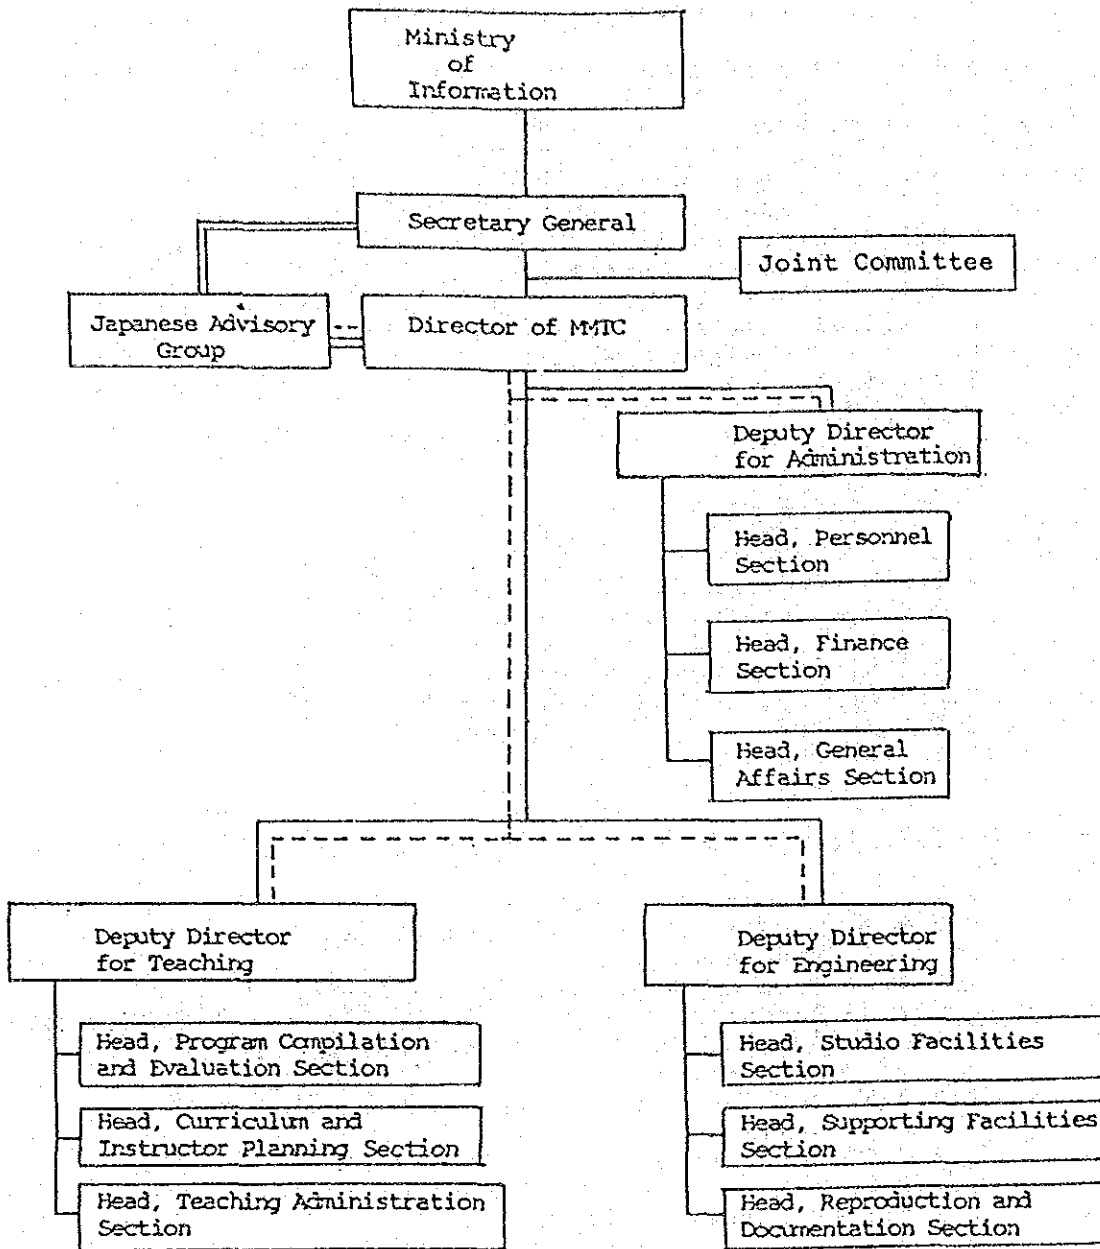 Ministry
of
Information
Secretary General
Joint Committee
Japanese Advisory
Group
Director of MMTC
Deputy Director
for Administration
Head, Personnel
Section
Head, Finance
Section
Head, General
Affairs Section
Deputy Director
for Teaching
Head, Program Compilation
and Evaluation Section
Head, Curriculum and
Instructor Planning Section
Head, Teaching Administration
Section
Deputy Director
for Engineering
Head, Studio Facilities
Section
Head, Supporting Facilities
Section
Head, Reproduction and
Documentation Section